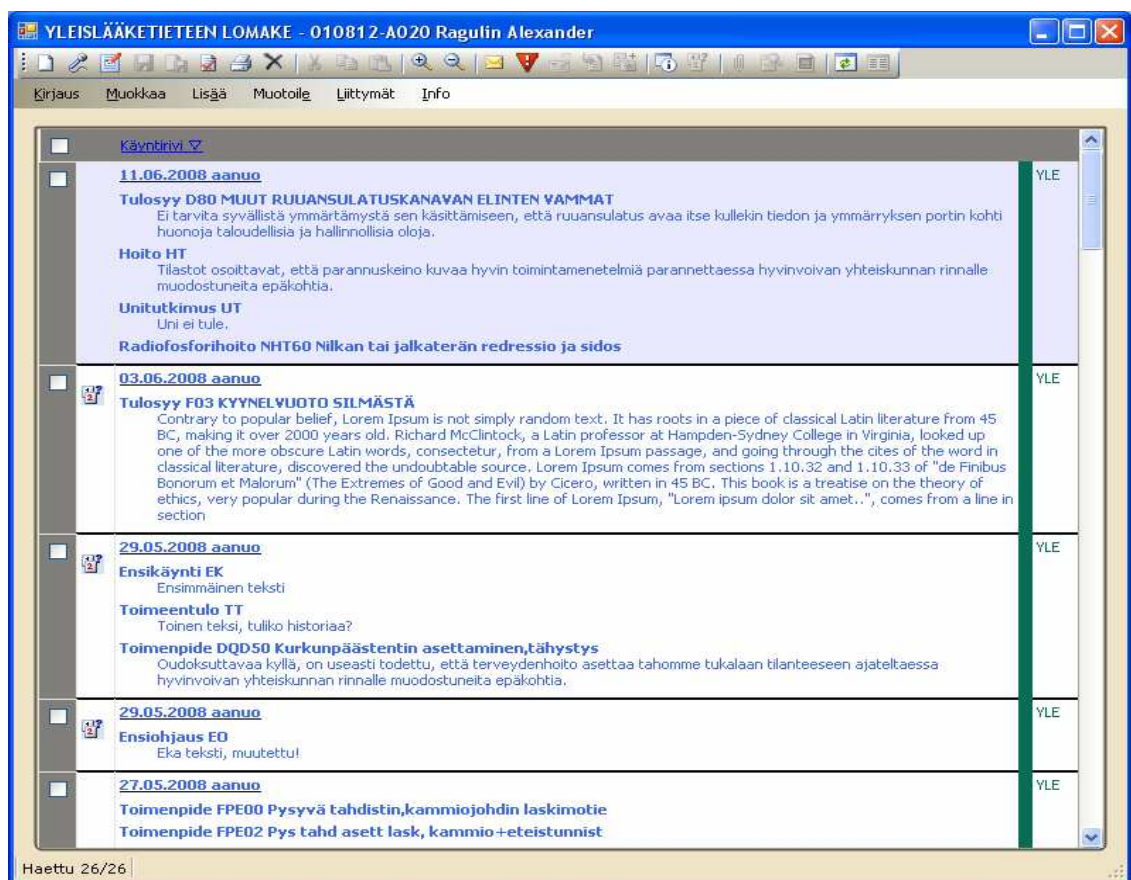 YLEISLÄÄKETIETEEN LOMAKE - 010812-A020 Ragulin Alexander
Kirjaus Muokkaa Lisää Muotoile Liittymät Info
Käyntirivi
11.06.2008 aanuo YLE
Tulosyy D80 MUUT RUUANSULATUSKANAVAN ELINTEN VAMMAT
Ei tarvita syvällistä ymmärtämystä sen käsittämiseen, että ruuansulatus avaa itse kullekin tiedon ja ymmärryksen portin kohti
huonoja taloudellisia ja hallinnollisia oloja.
Hoito HT
Tilastot osoittavat, että parannuskeino kuvaa hyvin toimintamenetelmiä parannettaessa hyvinvoivan yhteiskunnan rinnalle
muodostuneita epäkohtia.
Unitutkimus UT
Uni ei tule.
Radiofosforihoito NHT60 Nilkan tai jalkaterän redressio ja sidos
03.06.2008 aanuo YLE
Tulosyy F03 KYYNELVUOTO SILMÄSTÄ
Contrary to popular belief, Lorem Ipsum is not simply random text. It has roots in a piece of classical Latin literature from 45
BC, making it over 2000 years old. Richard McClintock, a Latin professor at Hampden-Sydney College in Virginia, looked up
one of the more obscure Latin words, consectetur, from a Lorem Ipsum passage, and going through the cites of the word in
classical literature, discovered the undoubtable source. Lorem Ipsum comes from sections 1.10.32 and 1.10.33 of "de Finibus
Bonorum et Malorum" (The Extremes of Good and Evil) by Cicero, written in 45 BC. This book is a treatise on the theory of
ethics, very popular during the Renaissance. The first line of Lorem Ipsum, "Lorem ipsum dolor sit amet..", comes from a line in
section
29.05.2008 aanuo YLE
Ensikäynti EK
Ensimmäinen teksti
Toimeentulo TT
Toinen teksi, tuliko historiaa?
Toimenpide DQD50 Kurkunpäästentin asettaminen,tähystys
Oudoksuttavaa kyllä, on useasti todettu, että terveydenhoito asettaa tahomme tukalaan tilanteeseen ajateltaessa
hyvinvoivan yhteiskunnan rinnalle muodostuneita epäkohtia.
29.05.2008 aanuo YLE
Ensiohjaus EO
Eka teksti, muutettu!
27.05.2008 aanuo YLE
Toimenpide FPE00 Pysyvä tahdistin,kammiojohdin laskimotie
Toimenpide FPE02 Pys tahd asett lask, kammio+eteistunnist
Haettu 26/26